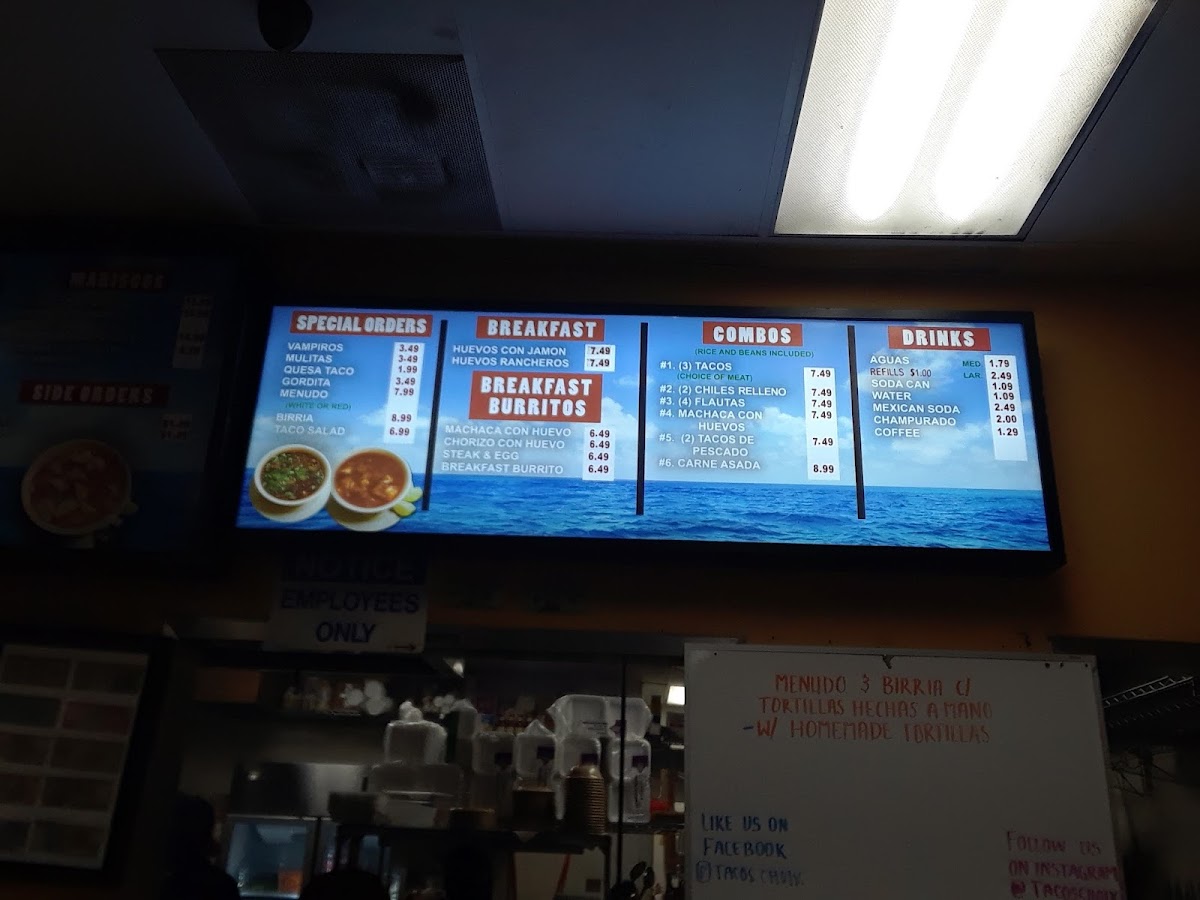 MARISCOS
SIDE ORDERS
SPECIAL ORDERS
VAMPIROS 3.49
MULITAS 3-49
QUESA TACO 1.99
GORDITA 3.49
MENUDO 7.99
(WHITE OR RED)
BIRRIA 8.99
TACO SALAD 6.99
BREAKFAST
HUEVOS CON JAMON 7.49
HUEVOS RANCHEROS 7.49
BREAKFAST
BURRITOS
MACHACA CON HUEVO 6.49
CHORIZO CON HUEVO 6.49
STEAK & EGG 6.49
BREAKFAST BURRITO 6.49
COMBOS
(RICE AND BEANS INCLUDED)
#1. (3) TACOS 7.49
(CHOICE OF MEAT)
#2. (2) CHILES RELLENO 7.49
#3. (4) FLAUTAS 7.49
#4. MACHACA CON 7.49
HUEVOS
#5. (2) TACOS DE 7.49
PESCADO
#6. CARNE ASADA 8.99
DRINKS
AGUAS MED 1.79
REFILLS $1.00 LAR 2.49
SODA CAN 1.09
WATER 1.09
MEXICAN SODA 2.49
CHAMPURADO 2.00
COFFEE 1.29
NOTICE
EMPLOYEES
ONLY
MENUDO & BIRRIA C/
TORTILLAS HECHAS A MANO
-W/ HOMEMADE TORTILLAS
LIKE US ON
FACEBOOK
@TACOS
FOLLOW US
ON INSTAGRAM